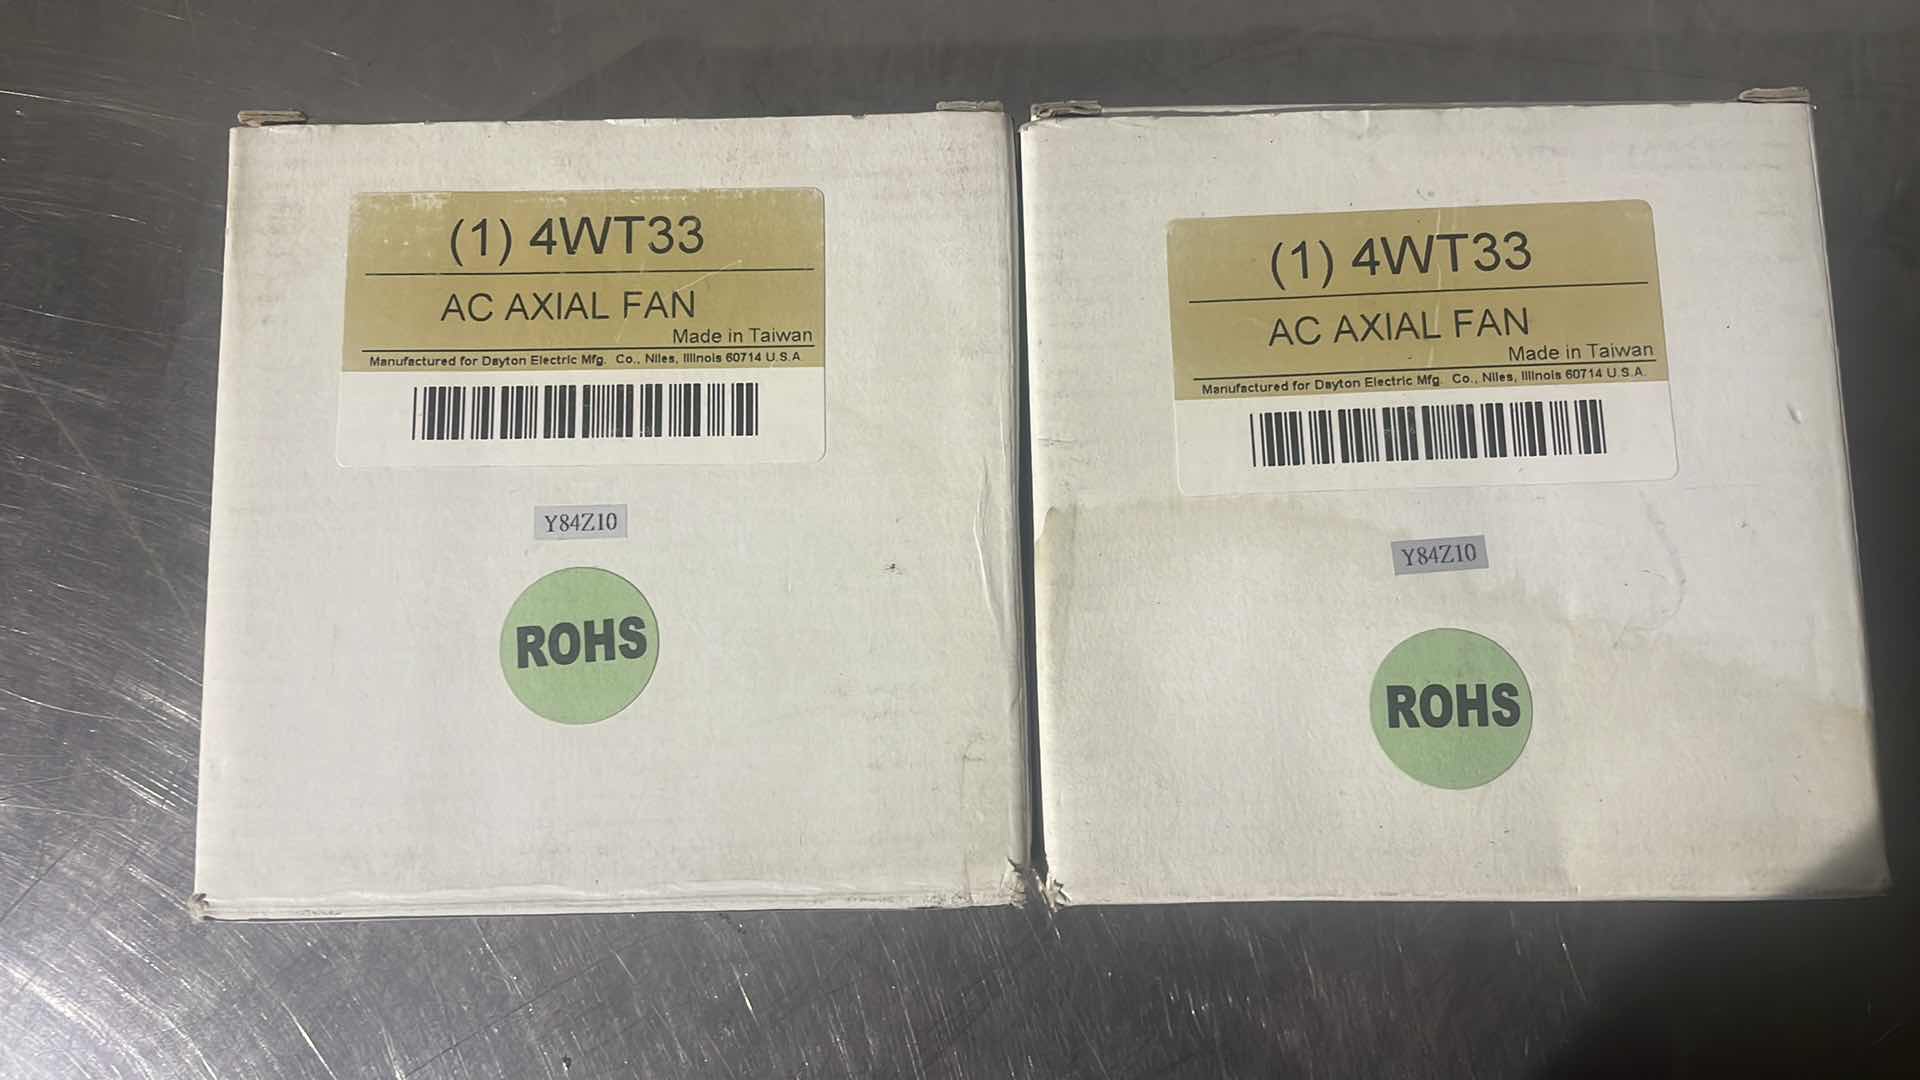 (1) 4WT33
AC AXIAL FAN
Made in Taiwan
Manufactured for Dayton Electric Mfg. Co., Niles, Illinois 60714 U.S.A
Y84Z10
ROHS
(1) 4WT33
AC AXIAL FAN
Made in Taiwan
Manufactured for Dayton Electric Mfg. Co., Niles, Illinois 60714 U.S.A.
Y84Z10
ROHS